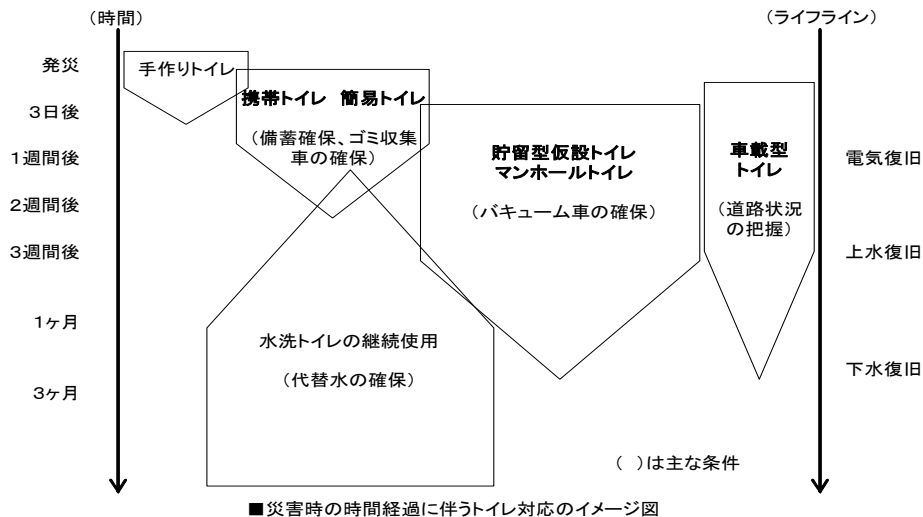 (時間)
(ライフライン)
発災
3日後
1週間後
2週間後
3週間後
1ヶ月
3ヶ月
手作りトイレ
携帯トイレ 簡易トイレ
(備蓄確保、ゴミ収集
車の確保)
貯留型仮設トイレ
マンホールトイレ
(バキューム車の確保)
車載型
トイレ
(道路状況
の把握)
電気復旧
上水復旧
下水復旧
水洗トイレの継続使用
(代替水の確保)
( )は主な条件
■災害時の時間経過に伴うトイレ対応のイメージ図